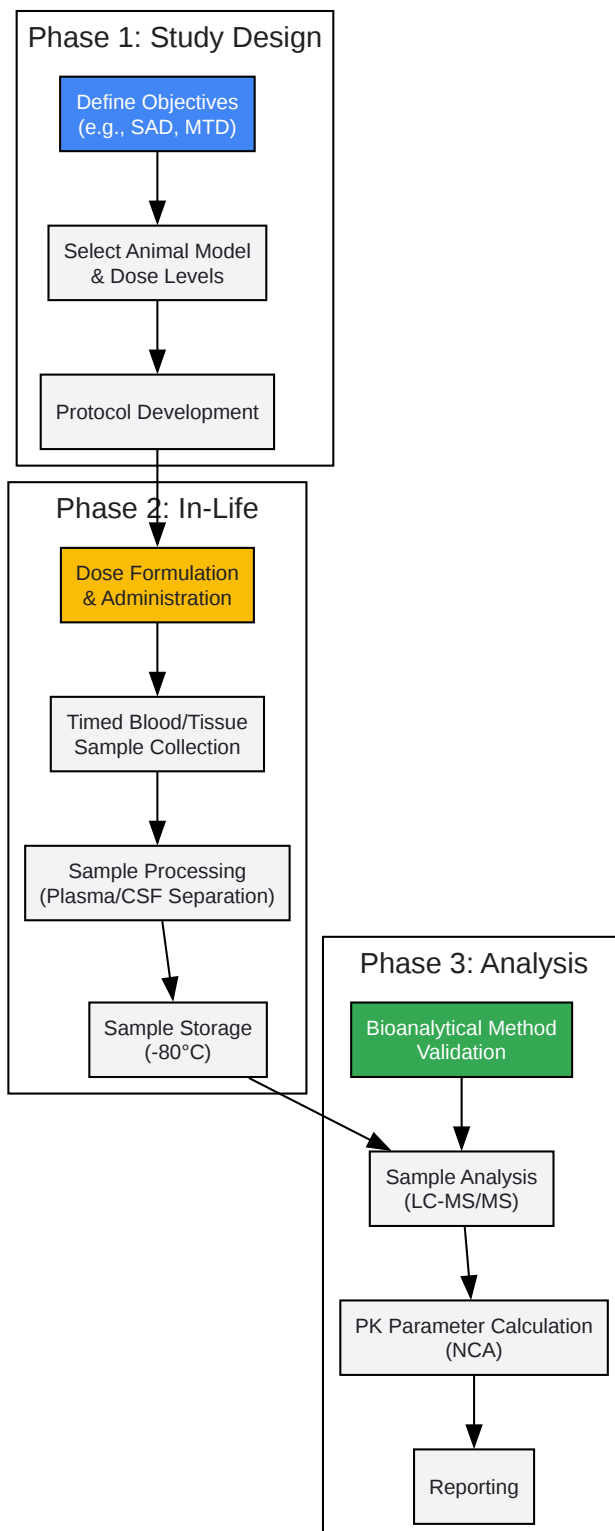 Phase 1: Study Design
Define Objectives
(e.g., SAD, MTD)
Select Animal Model
& Dose Levels
Protocol Development
Phase 2: In-Life
Dose Formulation
& Administration
Timed Blood/Tissue
Sample Collection
Sample Processing
(Plasma/CSF Separation)
Sample Storage
(-80°C)
Phase 3: Analysis
Bioanalytical Method
Validation
Sample Analysis
(LC-MS/MS)
PK Parameter Calculation
(NCA)
Reporting